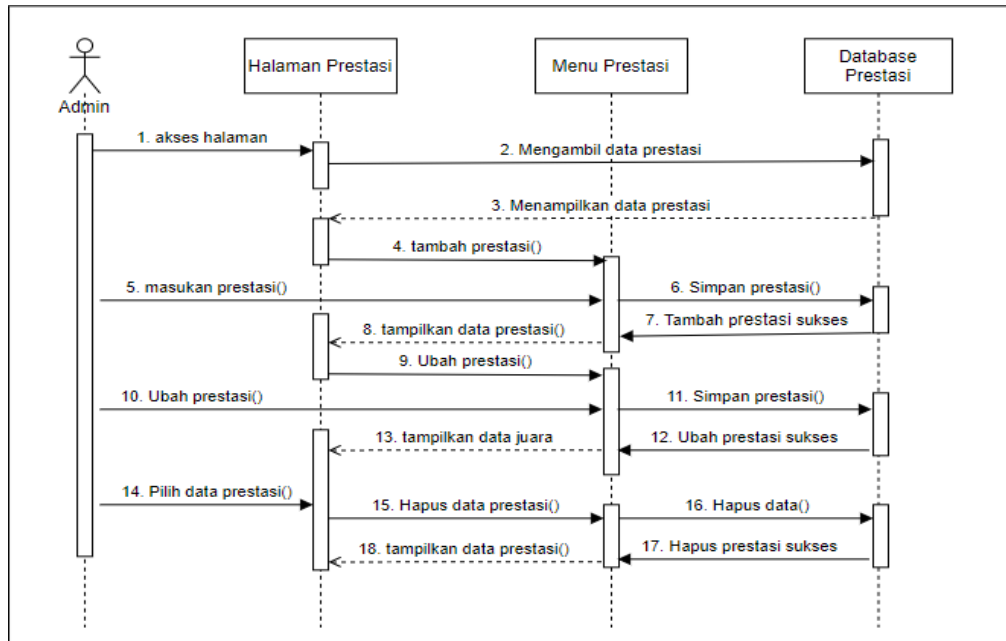 Halaman Prestasi
Menu Prestasi
Database
Prestasi
Admin
1. akses halaman
2. Mengambil data prestasi
3. Menampilkan data prestasi
4. tambah prestasi()
5. masukan prestasi()
6. Simpan prestasi()
7. Tambah prestasi sukses
8. tampilkan data prestasi()
9. Ubah prestasi()
10. Ubah prestasi()
11. Simpan prestasi()
12. Ubah prestasi sukses
13. tampilkan data juara
14. Pilih data prestasi()
15. Hapus data prestasi()
16. Hapus data()
17. Hapus prestasi sukses
18. tampilkan data prestasi()